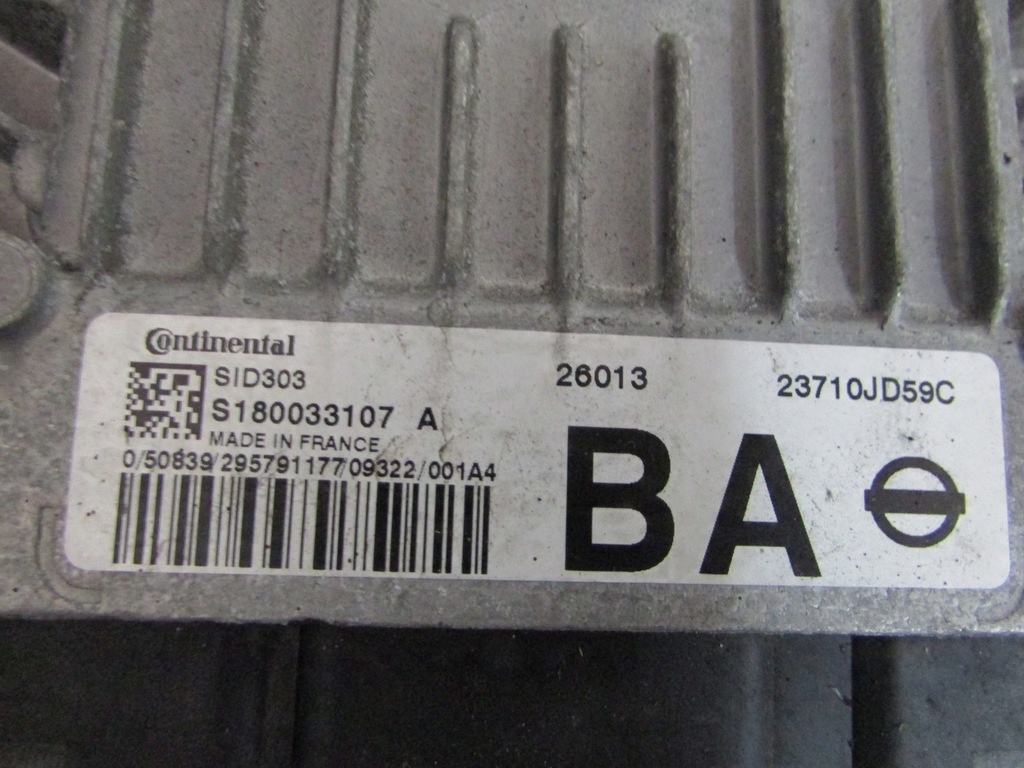 Continental
SID303
S180033107 A
MADE IN FRANCE
0/50839/295791177/09322/001A4
26013
23710JD59C
BA